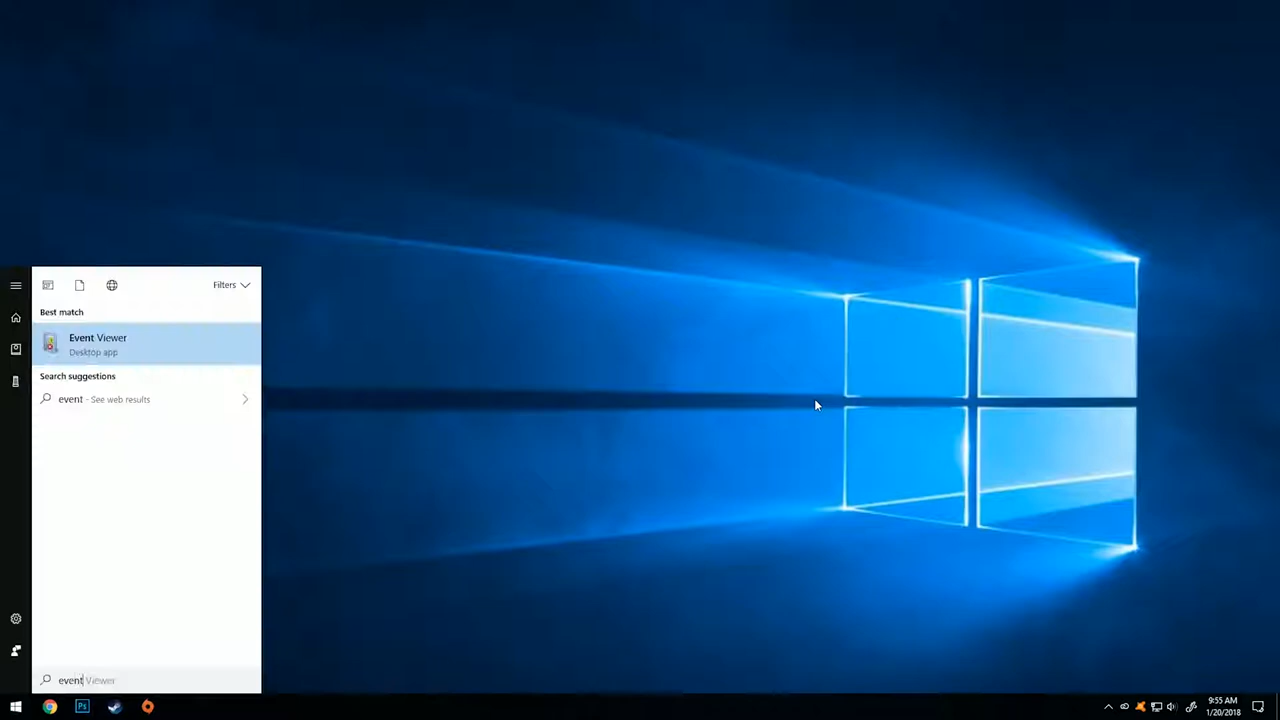 Filters
Best match
Event Viewer
Desktop app
Search suggestions
event - See web results
event Viewer
Ps
9:55 AM
1/20/2018